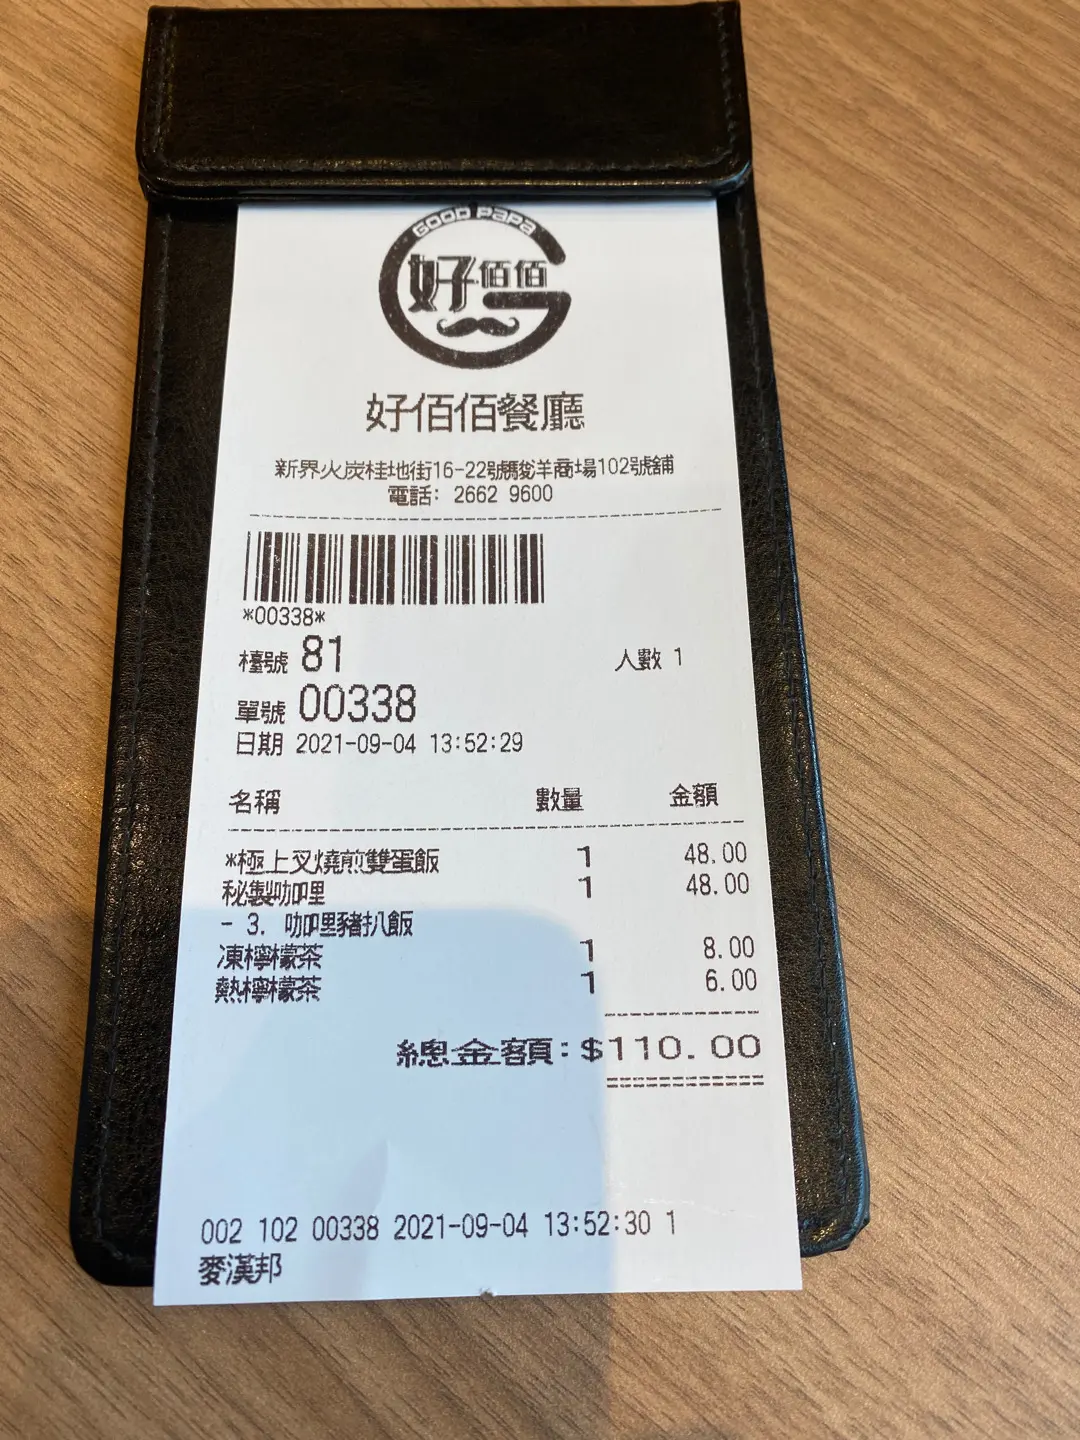 GOOD PAPA
好佰佰
好佰佰餐廳
新界火炭桂地街16-22號駿洋商場102號舖
電話: 2662 9600
*00338*
檯號 81 人數 1
單號 00338
日期 2021-09-04 13:52:29
名稱 數量 金額
*極上叉燒煎雙蛋飯 1 48.00
秘製咖喱 1 48.00
- 3. 咖喱豬扒飯
凍檸檬茶 1 8.00
熱檸檬茶 1 6.00
總金額:$110.00
002 102 00338 2021-09-04 13:52:30 1
麥漢邦